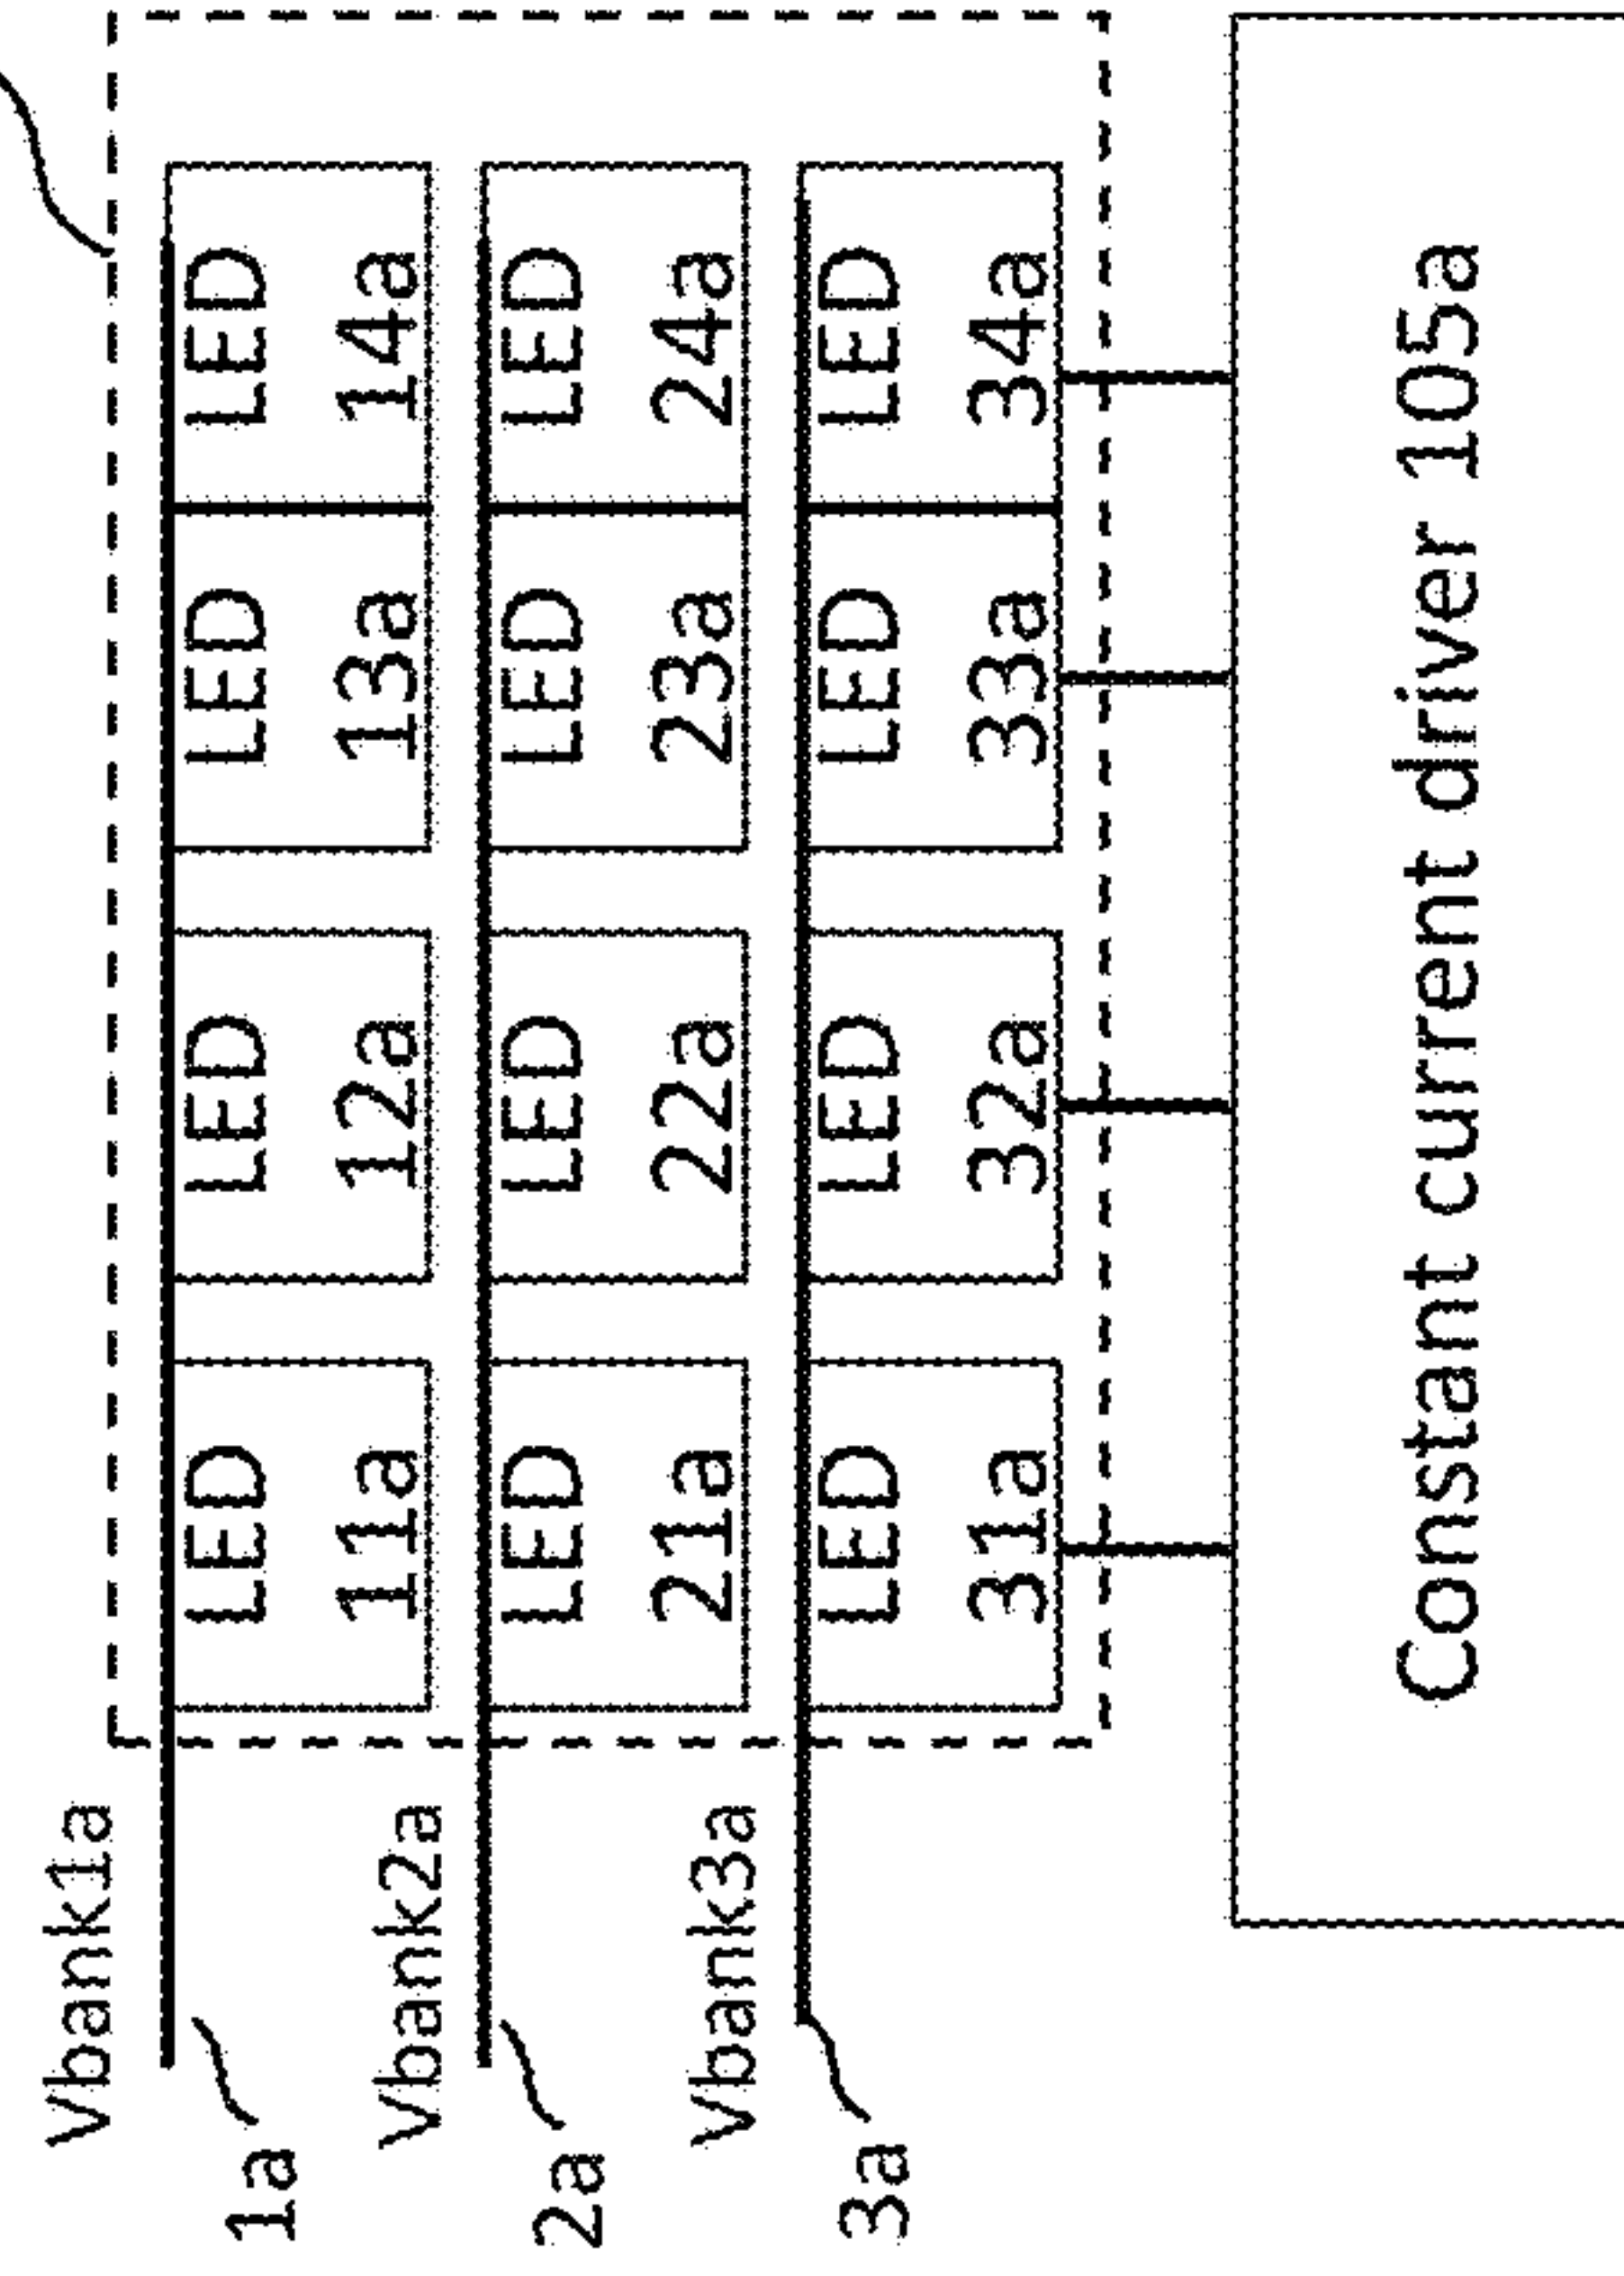 Vbank1a
1a
LED
11a
LED
12a
LED
13a
LED
14a
Vbank2a
2a
LED
21a
LED
22a
LED
23a
LED
24a
Vbank3a
3a
LED
31a
LED
32a
LED
33a
LED
34a
Constant current driver 105a